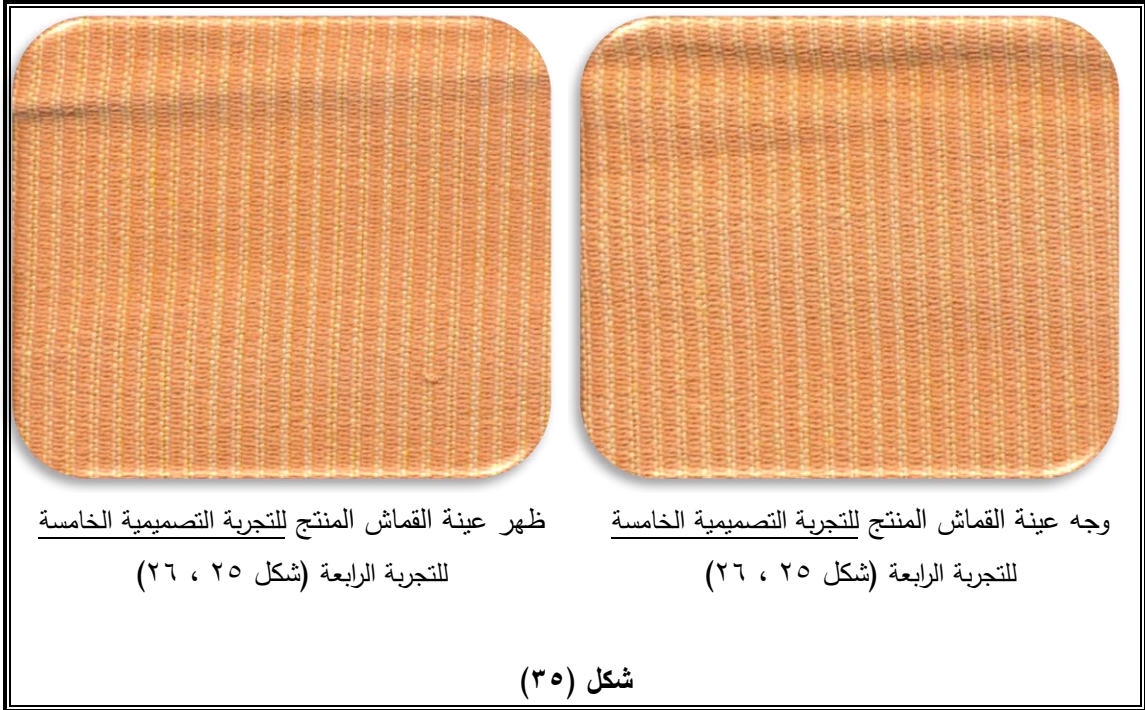 وجه عينة القماش المنتج للتجربة التصميمية الخامسة
للتجربة الرابعة (شكل ٢٥ ، ٢٦)
ظهر عينة القماش المنتج للتجربة التصميمية الخامسة
للتجربة الرابعة (شكل ٢٥ ، ٢٦)
شكل (٣٥)